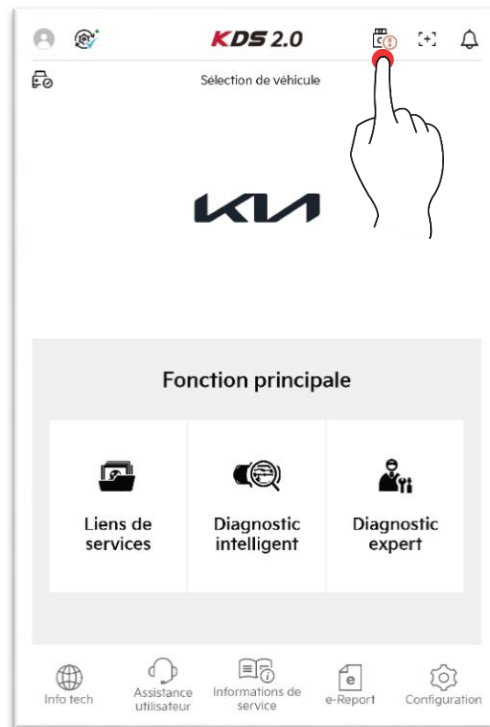 KDS 2.0
Sélection de véhicule
KIA
Fonction principale
Liens de
services
Diagnostic
intelligent
Diagnostic
expert
Info tech
Assistance
utilisateur
Informations de
service
e-Report
Configuration